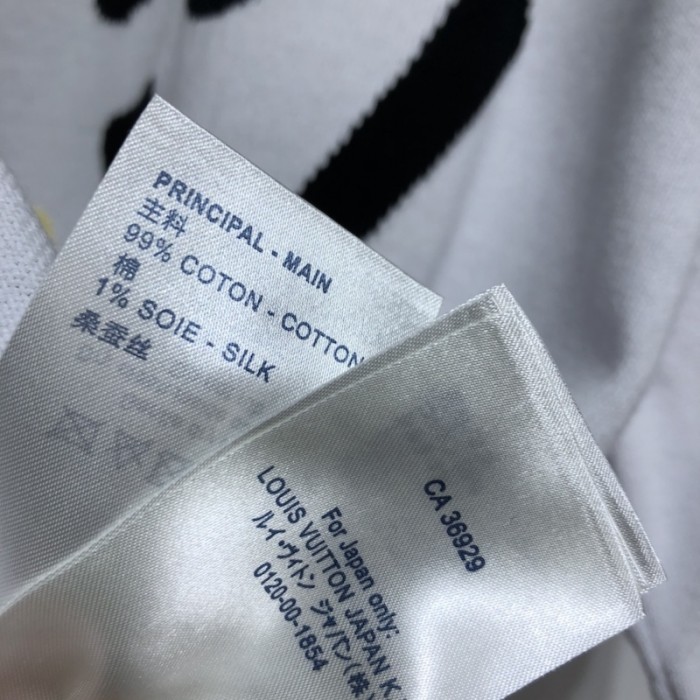 PRINCIPAL - MAIN
主料
99% COTON - COTTON
棉
1% SOIE - SILK
桑蚕丝
CA 36929
For Japan only:
LOUIS VUITTON JAPAN K
ルイ・ヴィトン ジャパン(株)
0120-00-1854